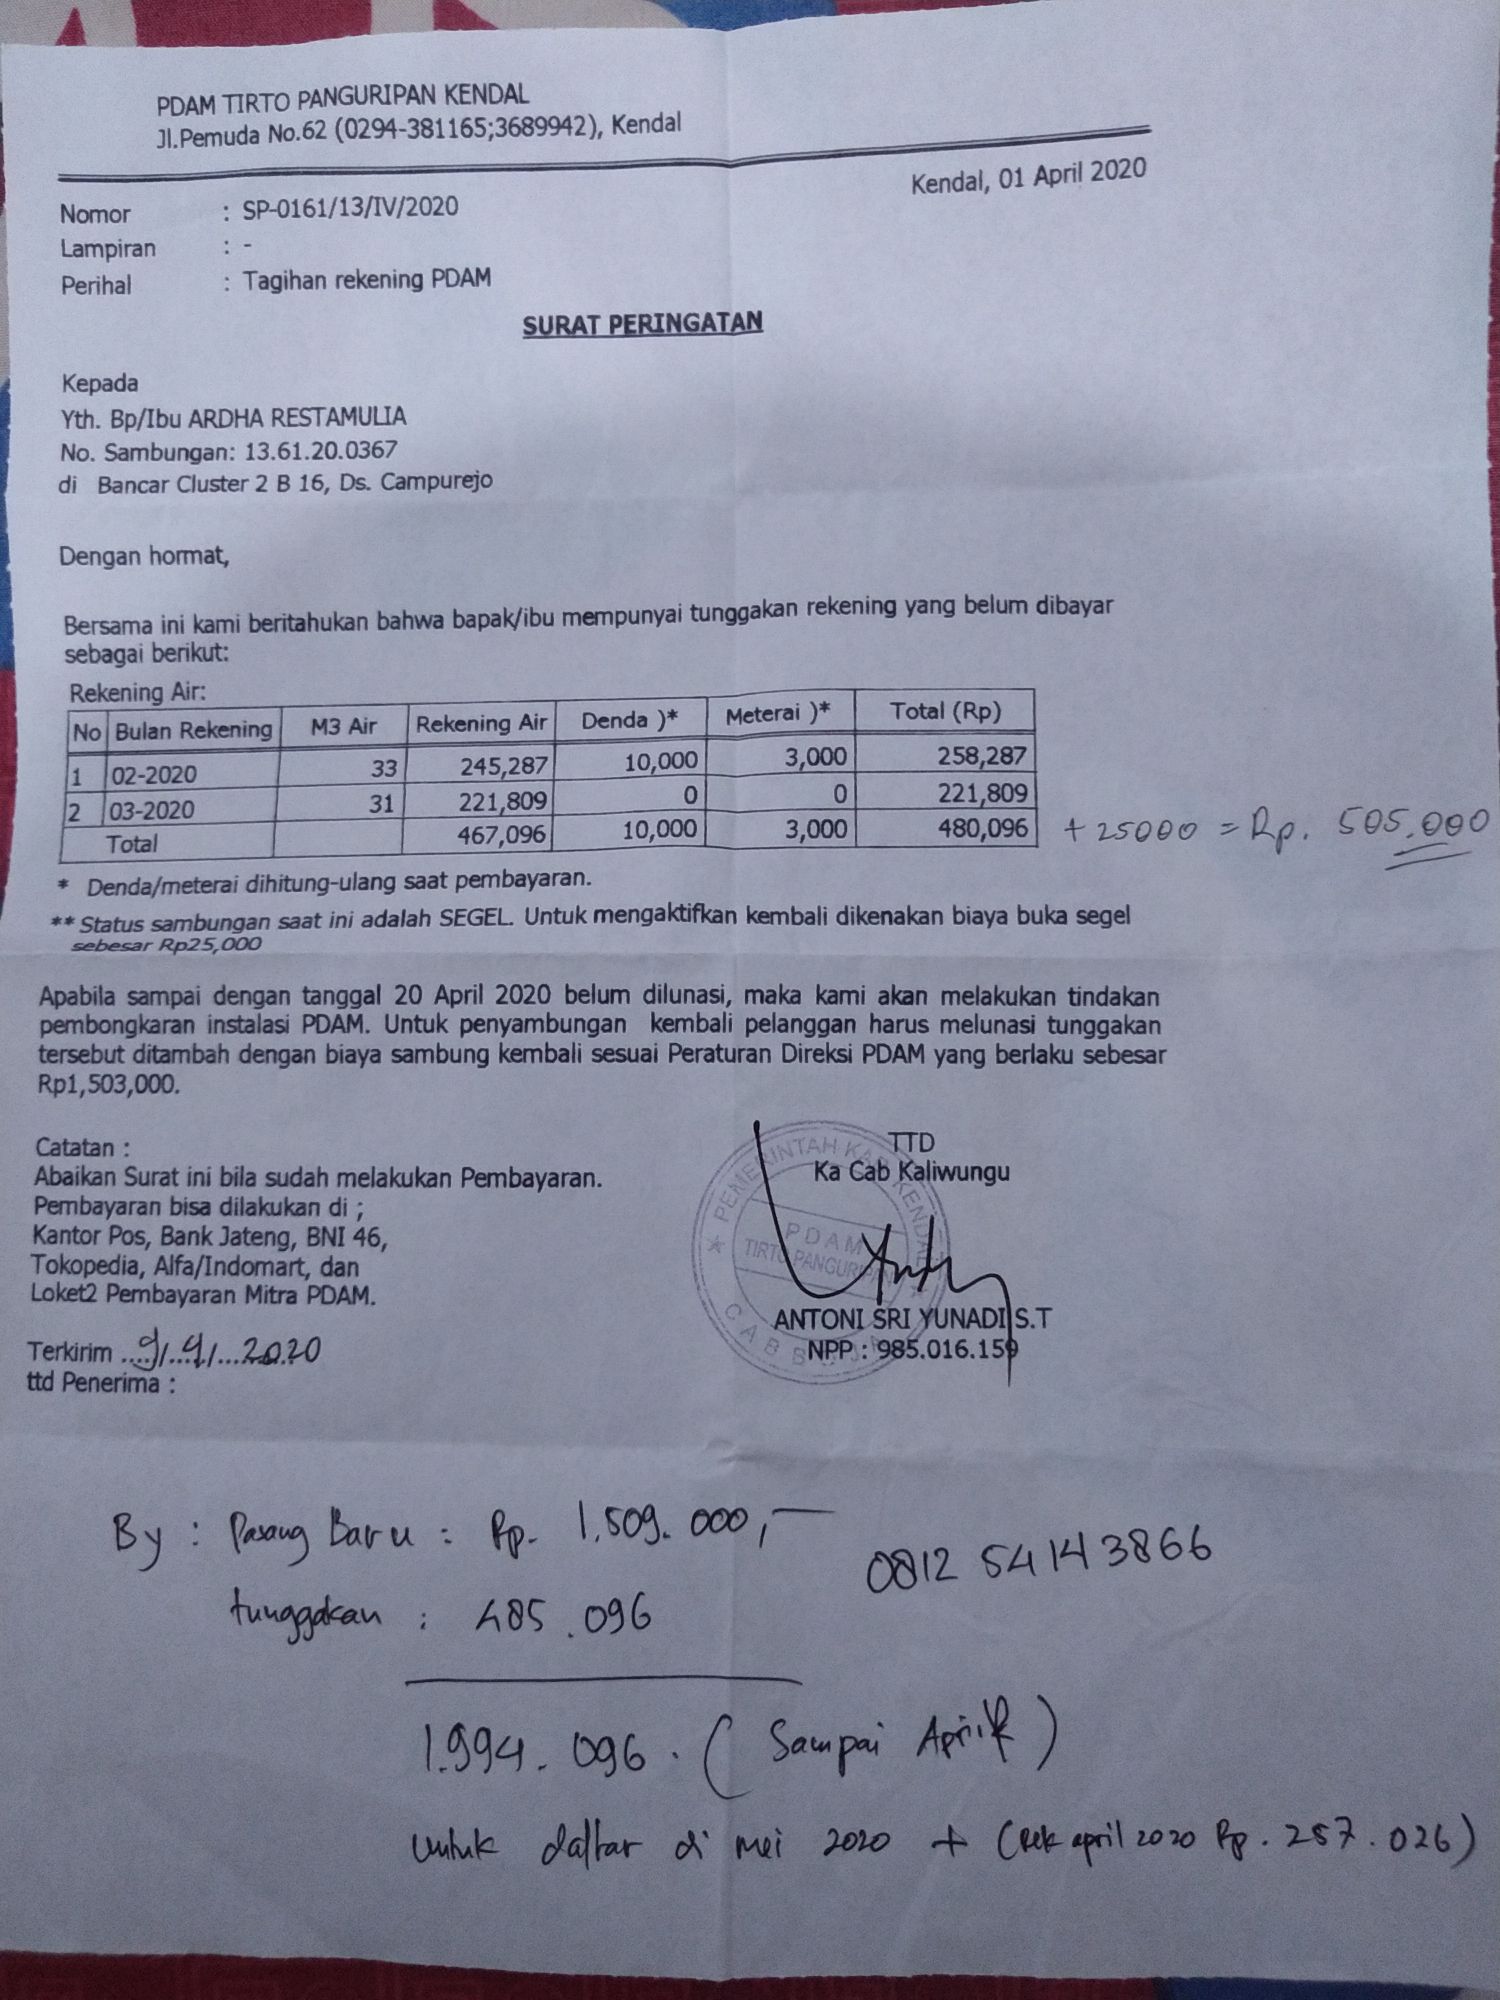 PDAM TIRTO PANGURIPAN KENDAL
Jl.Pemuda No.62 (0294-381165;3689942), Kendal
Kendal, 01 April 2020
Nomor : SP-0161/13/IV/2020
Lampiran : -
Perihal : Tagihan rekening PDAM
SURAT PERINGATAN
Kepada
Yth. Bp/Ibu ARDHA RESTAMULIA
No. Sambungan: 13.61.20.0367
di Bancar Cluster 2 B 16, Ds. Campurejo
Dengan hormat,
Bersama ini kami beritahukan bahwa bapak/ibu mempunyai tunggakan rekening yang belum dibayar
sebagai berikut:
Rekening Air:
No Bulan Rekening M3 Air Rekening Air Denda )* Meterai )* Total (Rp)
1 02-2020 33 245,287 10,000 3,000 258,287
2 03-2020 31 221,809 0 0 221,809
Total 467,096 10,000 3,000 480,096 + 25000 = Rp. 505.000
* Denda/meterai dihitung-ulang saat pembayaran.
** Status sambungan saat ini adalah SEGEL. Untuk mengaktifkan kembali dikenakan biaya buka segel
sebesar Rp25,000
Apabila sampai dengan tanggal 20 April 2020 belum dilunasi, maka kami akan melakukan tindakan
pembongkaran instalasi PDAM. Untuk penyambungan kembali pelanggan harus melunasi tunggakan
tersebut ditambah dengan biaya sambung kembali sesuai Peraturan Direksi PDAM yang berlaku sebesar
Rp1,503,000.
Catatan :
Abaikan Surat ini bila sudah melakukan Pembayaran.
Pembayaran bisa dilakukan di ;
Kantor Pos, Bank Jateng, BNI 46,
Tokopedia, Alfa/Indomart, dan
Loket2 Pembayaran Mitra PDAM.
TTD
Ka Cab Kaliwungu
PEMERINTAH KAB KENDAL
PDAM
TIRTO PANGURIPAN
ANTONI SRI YUNADI S.T
NPP : 985.016.159
Terkirim 9/4/2020
ttd Penerima :
By : Pasang Baru : Rp. 1.509.000,-
0812 5414 3866
tunggakan : 485.096
1.994.096. (Sampai April)
untuk daftar di mei 2020 + (Rek april 2020 Rp. 257.026)